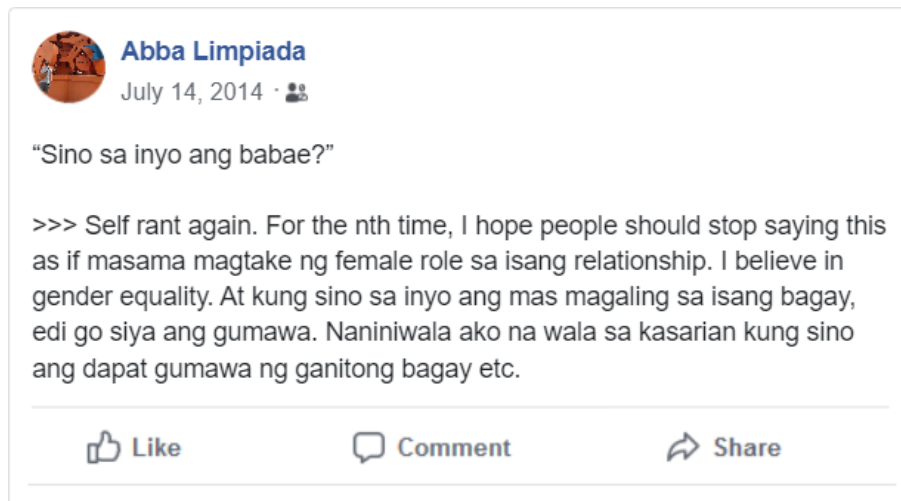 Abba Limpiada
July 14, 2014 ·
“Sino sa inyo ang babae?”
>>> Self rant again. For the nth time, I hope people should stop saying this
as if masama magtake ng female role sa isang relationship. I believe in
gender equality. At kung sino sa inyo ang mas magaling sa isang bagay,
edi go siya ang gumawa. Naniniwala ako na wala sa kasarian kung sino
ang dapat gumawa ng ganitong bagay etc.
Like Comment Share